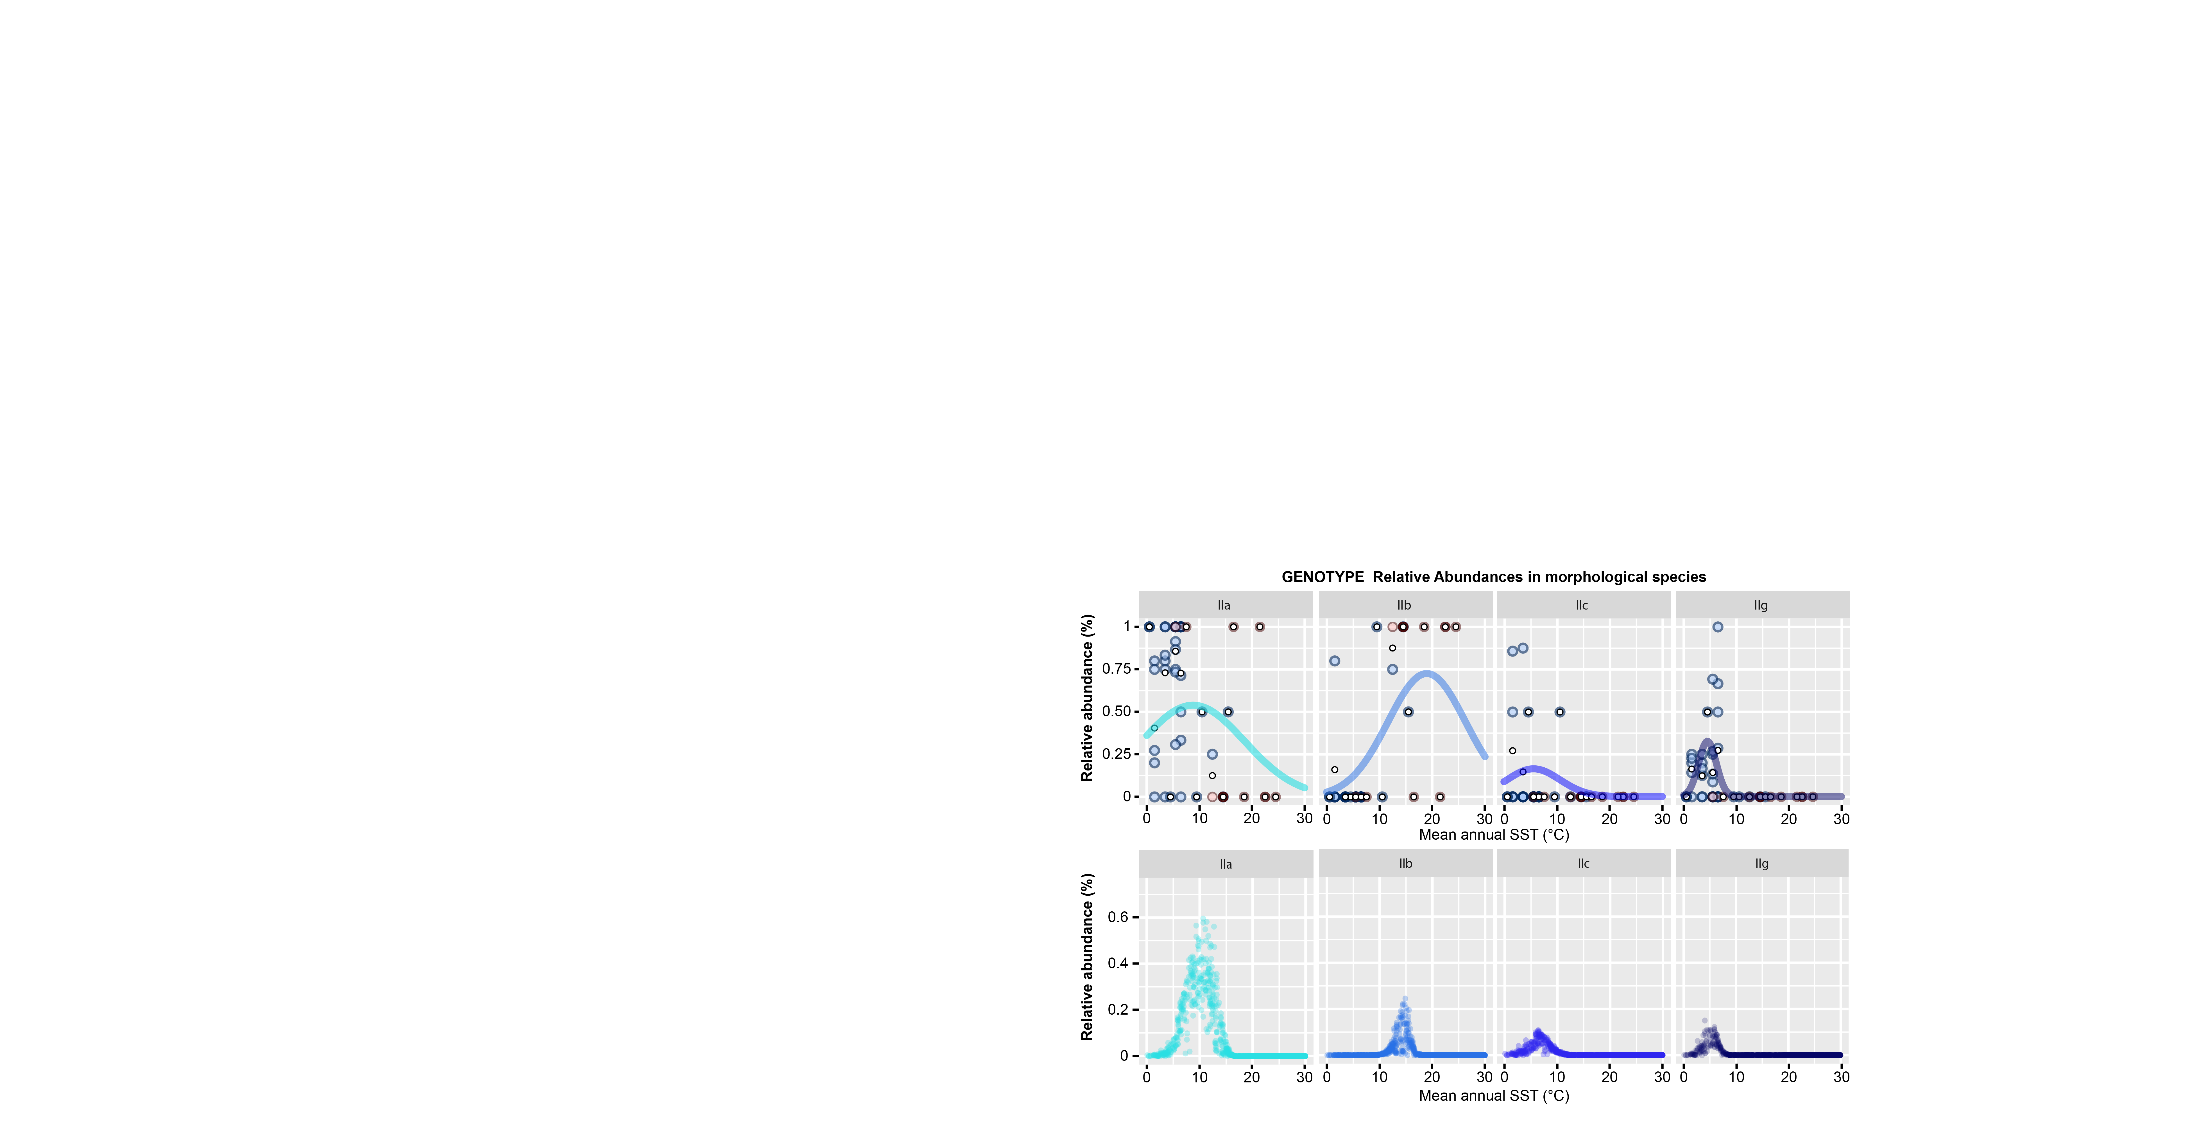 GENOTYPE  Relative Abundances in morphological species
IIa IIb IIc IIg
Relative abundance (%)
1
0.75
0.50
0.25
0
0 10 20 30 0 10 20 30 0 10 20 30 0 10 20 30
Mean annual SST (°C)
IIa IIb IIc IIg
Relative abundance (%)
0.6
0.4
0.2
0
0 10 20 30 0 10 20 30 0 10 20 30 0 10 20 30
Mean annual SST (°C)